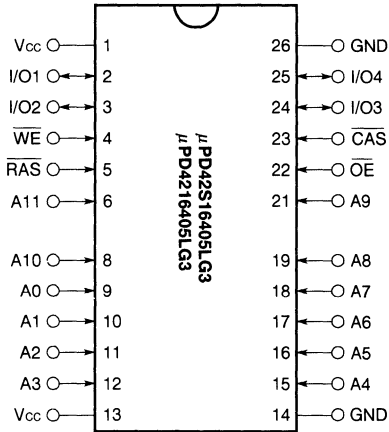 Vcc 1 26 GND
I/O1 2 25 I/O4
I/O2 3 24 I/O3
WE 4 23 CAS
RAS 5 22 OE
A11 6 21 A9
A10 8 19 A8
A0 9 18 A7
A1 10 17 A6
A2 11 16 A5
A3 12 15 A4
Vcc 13 14 GND
μPD42S16405LG3
μPD4216405LG3